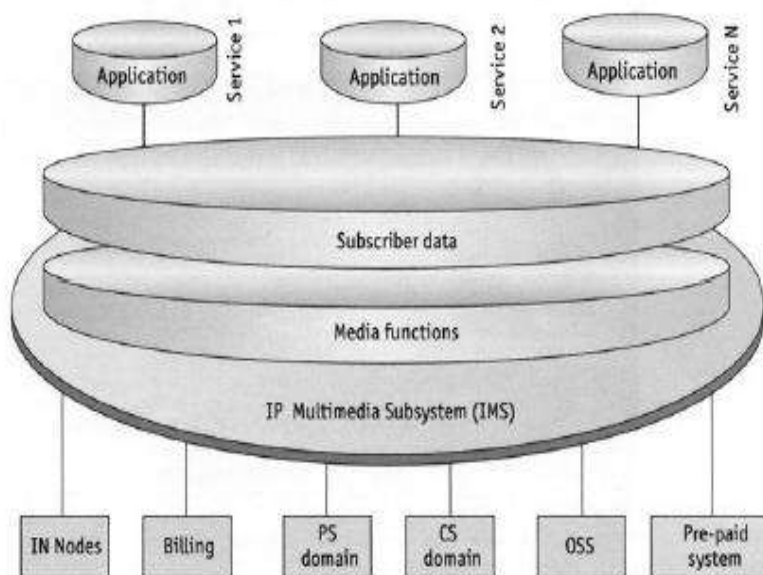 Application
Service 1
Application
Service 2
Application
Service N
Subscriber data
Media functions
IP Multimedia Subsystem (IMS)
IN Nodes
Billing
PS
domain
CS
domain
OSS
Pre-paid
system